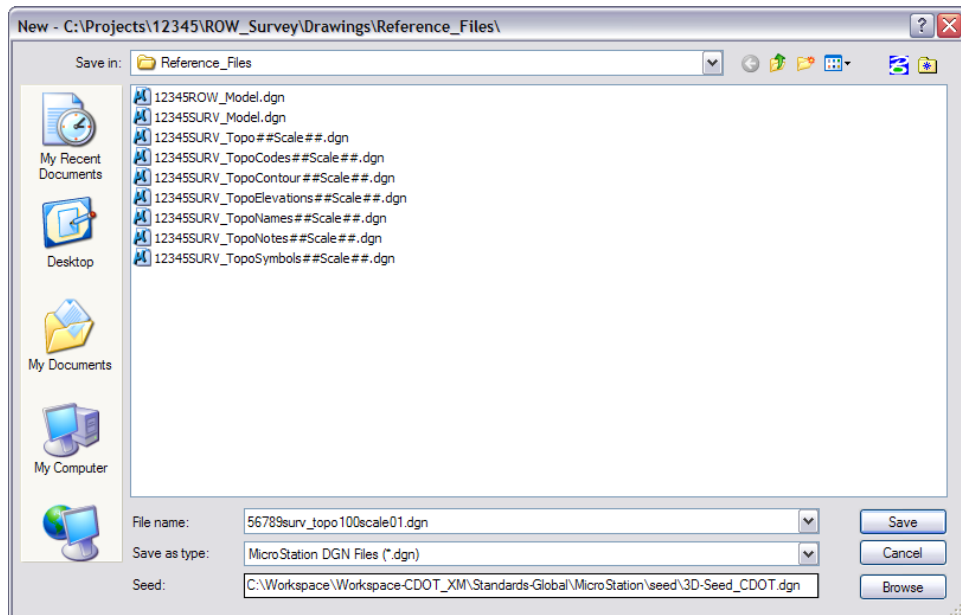 New - C:\Projects\12345\ROW_Survey\Drawings\Reference_Files\
Save in: Reference_Files
12345ROW_Model.dgn
12345SURV_Model.dgn
12345SURV_Topo##Scale##.dgn
12345SURV_TopoCodes##Scale##.dgn
12345SURV_TopoContour##Scale##.dgn
12345SURV_TopoElevations##Scale##.dgn
12345SURV_TopoNames##Scale##.dgn
12345SURV_TopoNotes##Scale##.dgn
12345SURV_TopoSymbols##Scale##.dgn
My Recent
Documents
Desktop
My Documents
My Computer
File name: 56789surv_topo100scale01.dgn Save
Save as type: MicroStation DGN Files (*.dgn) Cancel
Seed: C:\Workspace\Workspace-CDOT_XM\Standards-Global\MicroStation\seed\3D-Seed_CDOT.dgn Browse